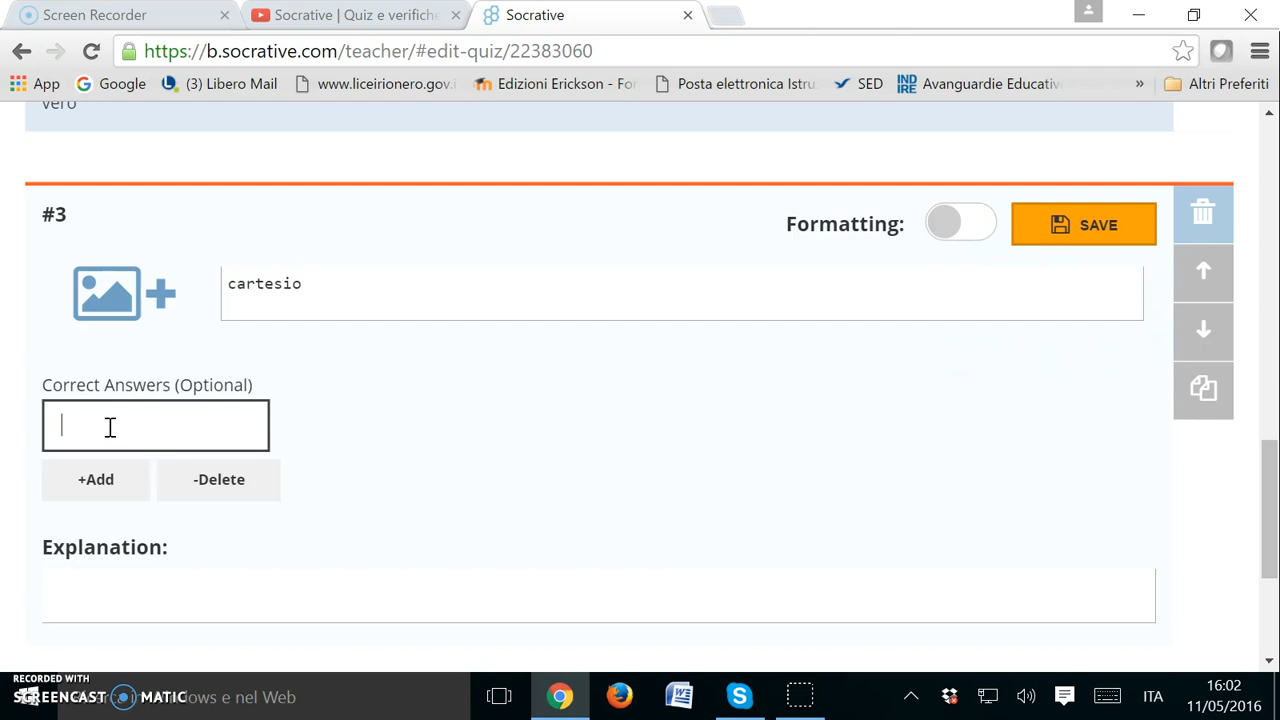 Screen Recorder
Socrative | Quiz e verifiche
Socrative
https://b.socrative.com/teacher/#edit-quiz/22383060
App
Google
(3) Libero Mail
www.liceirionero.gov.i
Edizioni Erickson - For
Posta elettronica Istru
SED
INDIRE
Avanguardie Educativ
»
Altri Preferiti
vero
#3
Formatting:
SAVE
cartesio
Correct Answers (Optional)
+Add
-Delete
Explanation:
RECORDED WITH
SCREENCAST MATIC
Windows e nel Web
ITA
16:02
11/05/2016